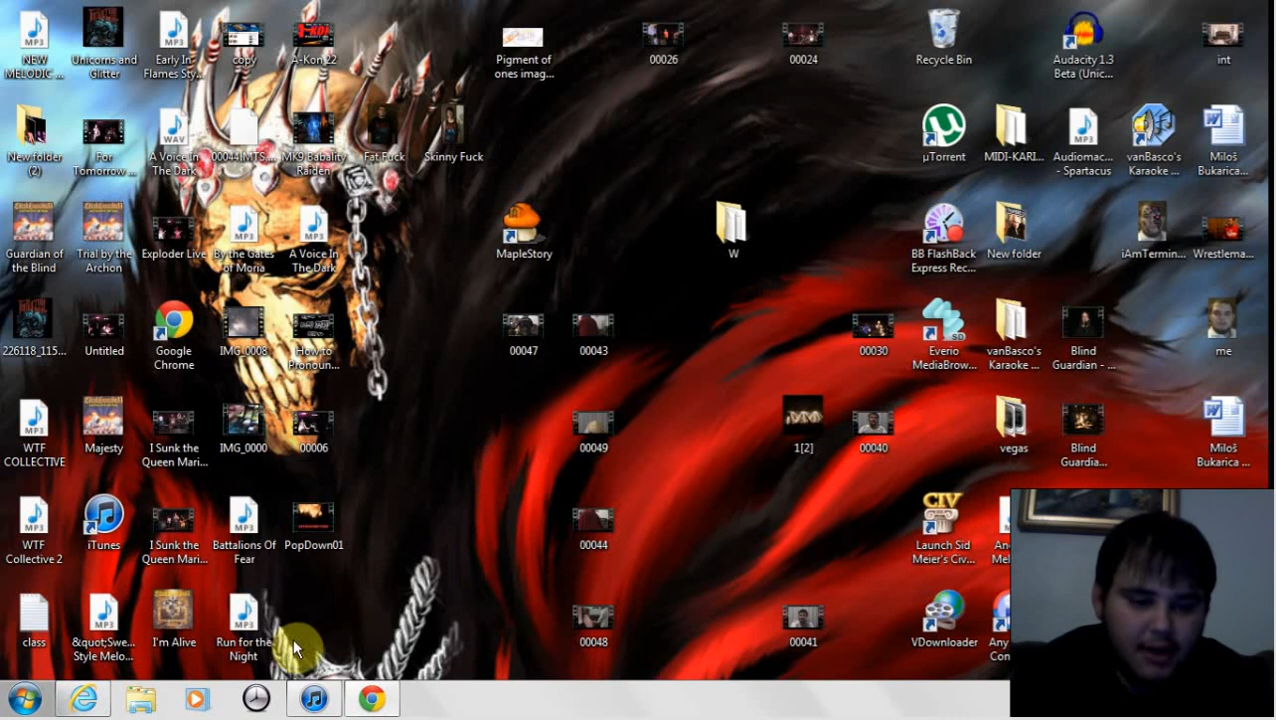 NEW
MELODIC ...
Unicorns and
Glitter
Early In
Flames Sty...
copy
A-Kon 22
Pigment of
ones imag...
00026
00024
Recycle Bin
Audacity 1.3
Beta (Unic...
int
New folder
(2)
For
Tomorrow ...
A Voice In
The Dark
00044.MTS....
MK9 Babality
Raiden
Fat Fuck
Skinny Fuck
µTorrent
MIDI-KARI...
Audiomac...
- Spartacus
vanBasco's
Karaoke ...
Miloš
Bukarica...
Guardian of
the Blind
Trial by the
Archon
Exploder Live
By the Gates
of Moria
A Voice In
The Dark
MapleStory
W
BB FlashBack
Express Rec...
New folder
iAmTermin...
Wrestlema...
226118_115...
Untitled
Google
Chrome
IMG_0008
How to
Pronoun...
00047
00043
00030
Everio
MediaBrow...
vanBasco's
Karaoke ...
Blind
Guardian - ...
me
WTF
COLLECTIVE
Majesty
I Sunk the
Queen Mari...
IMG_0000
00006
00049
1[2]
00040
vegas
Blind
Guardia...
Miloš
Bukarica ...
WTF
Collective 2
iTunes
I Sunk the
Queen Mari...
Battalions Of
Fear
PopDown01
00044
CIV
Launch Sid
Meier's Civ...
class
&quot;Swe...
Style Melo...
I'm Alive
Run for the
Night
00048
00041
VDownloader